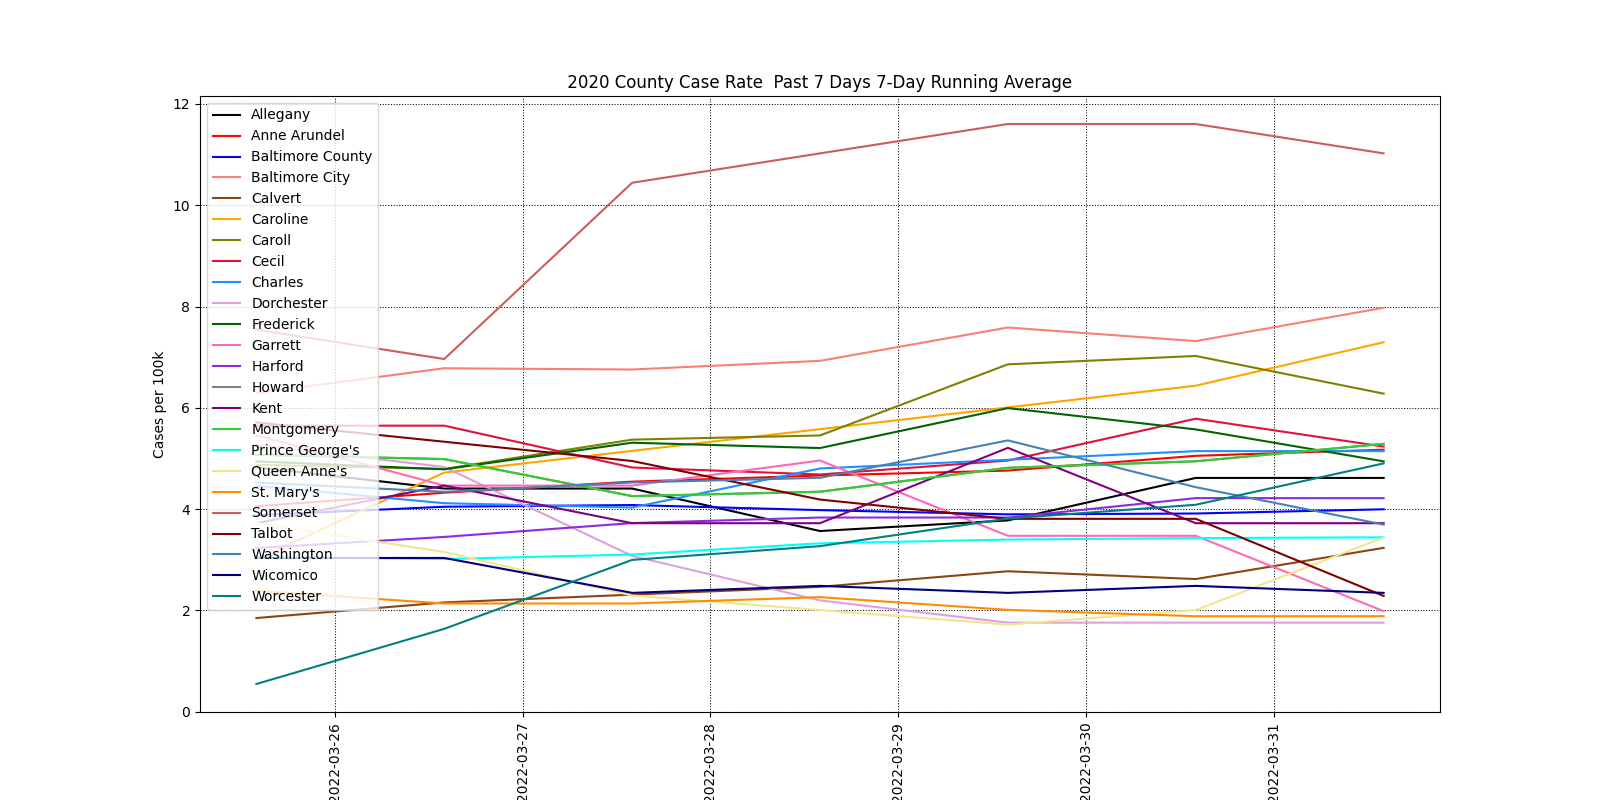 2020 County Case Rate  Past 7 Days 7-Day Running Average
12
10
8
6
4
2
0
Cases per 100k
Allegany
Anne Arundel
Baltimore County
Baltimore City
Calvert
Caroline
Caroll
Cecil
Charles
Dorchester
Frederick
Garrett
Harford
Howard
Kent
Montgomery
Prince George's
Queen Anne's
St. Mary's
Somerset
Talbot
Washington
Wicomico
Worcester
2022-03-26
2022-03-27
2022-03-28
2022-03-29
2022-03-30
2022-03-31